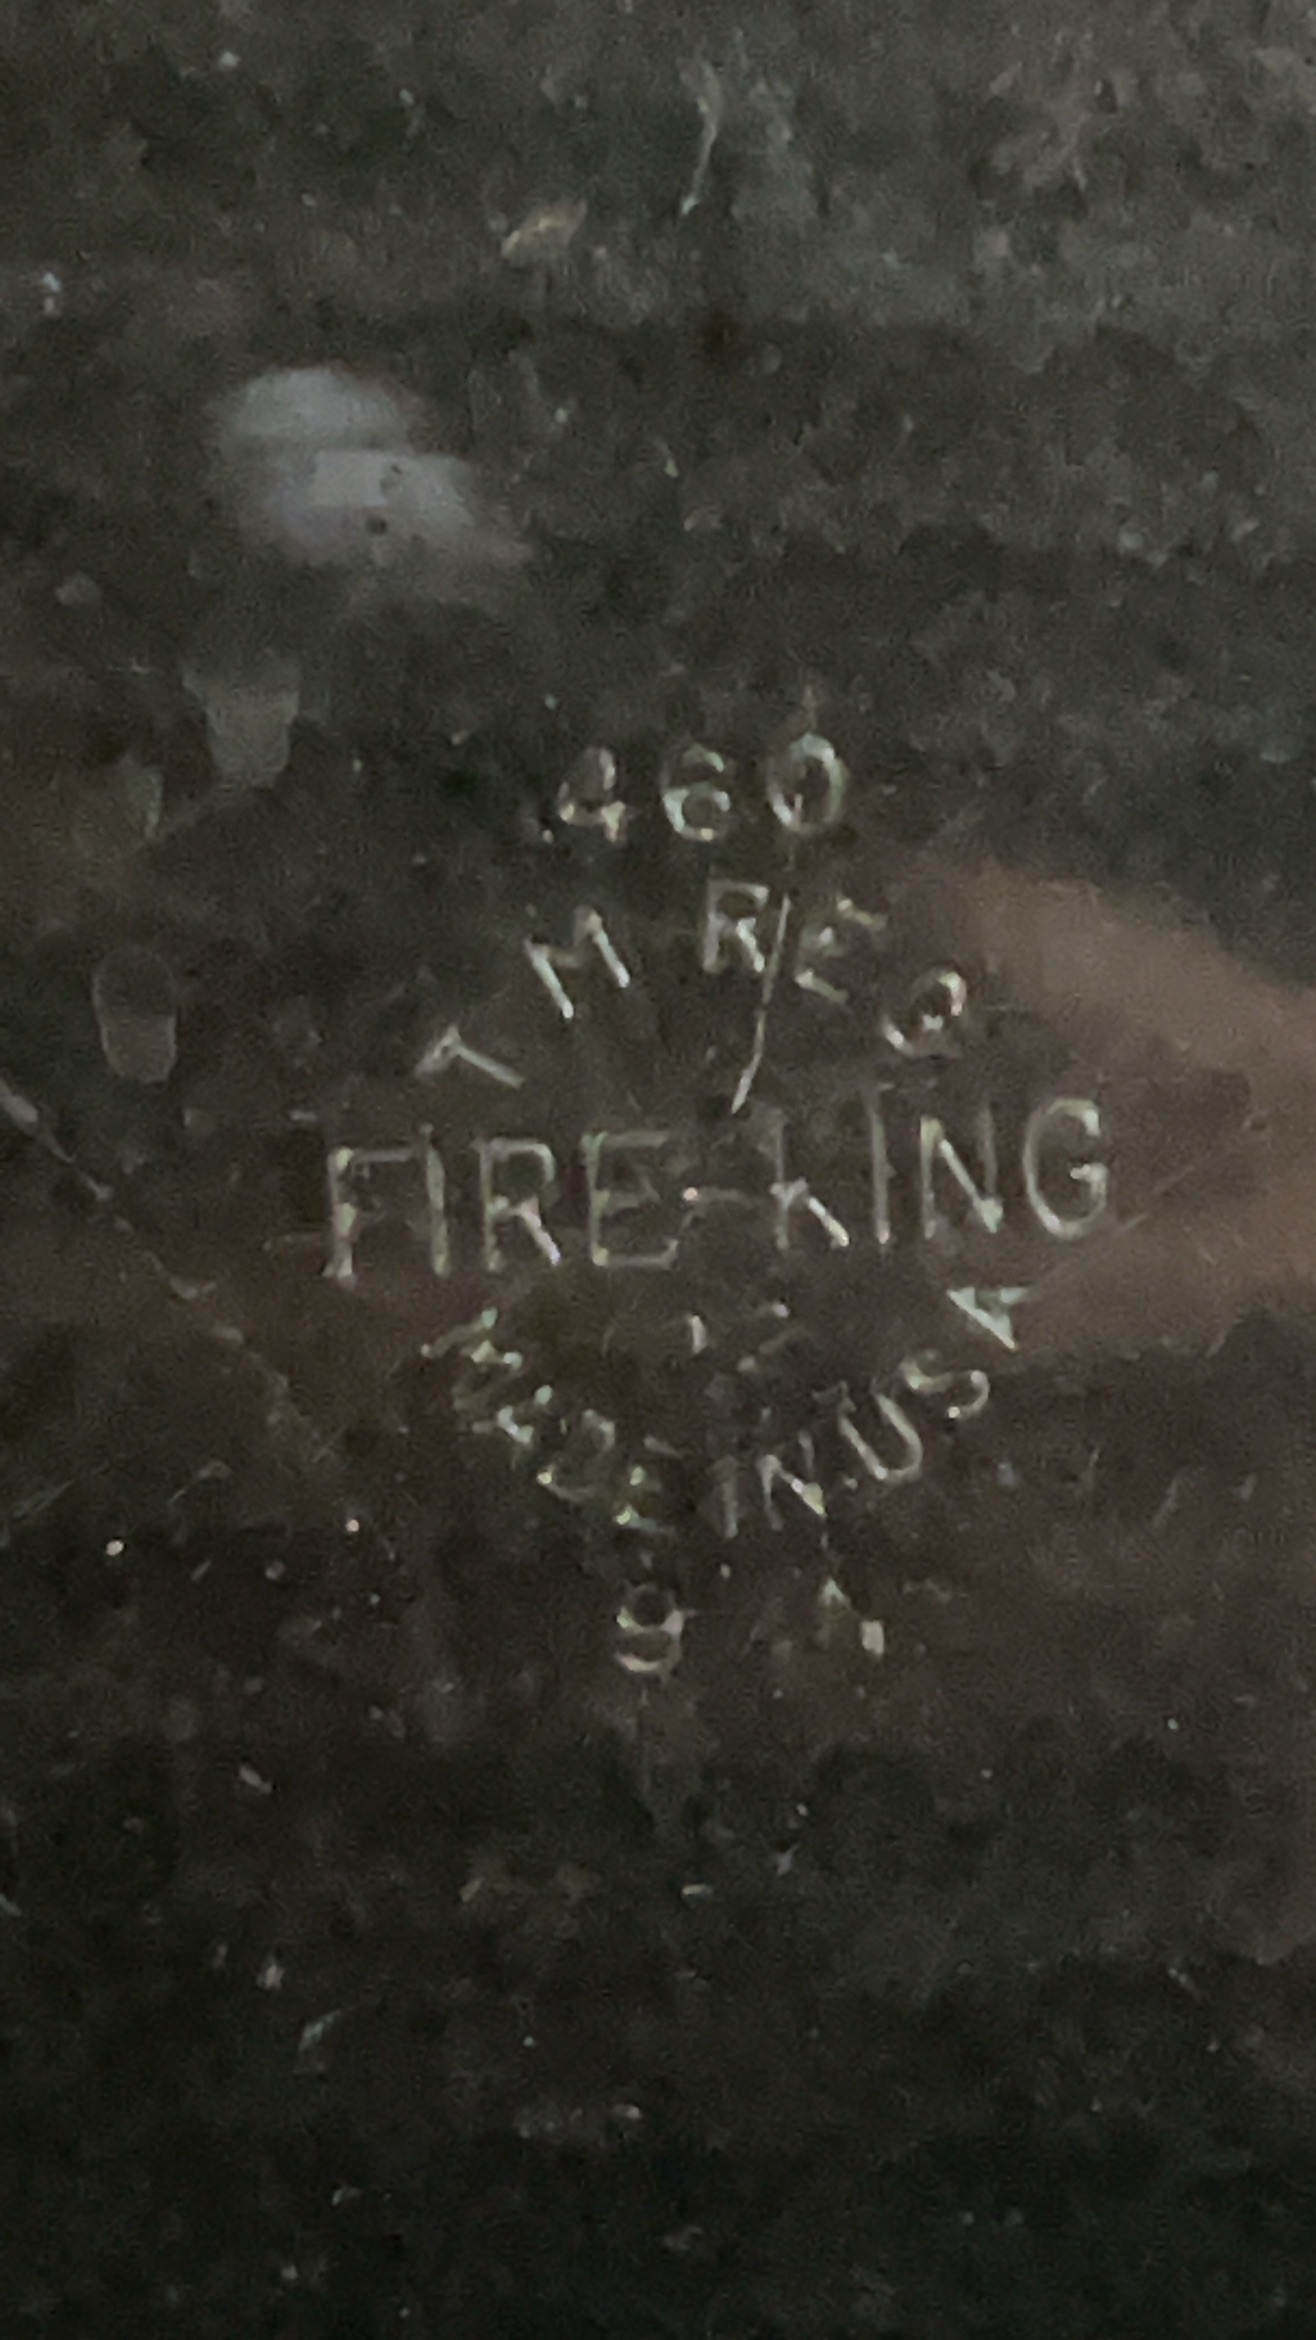 460
T M REG
FIRE-KING
MADE IN U S A
9